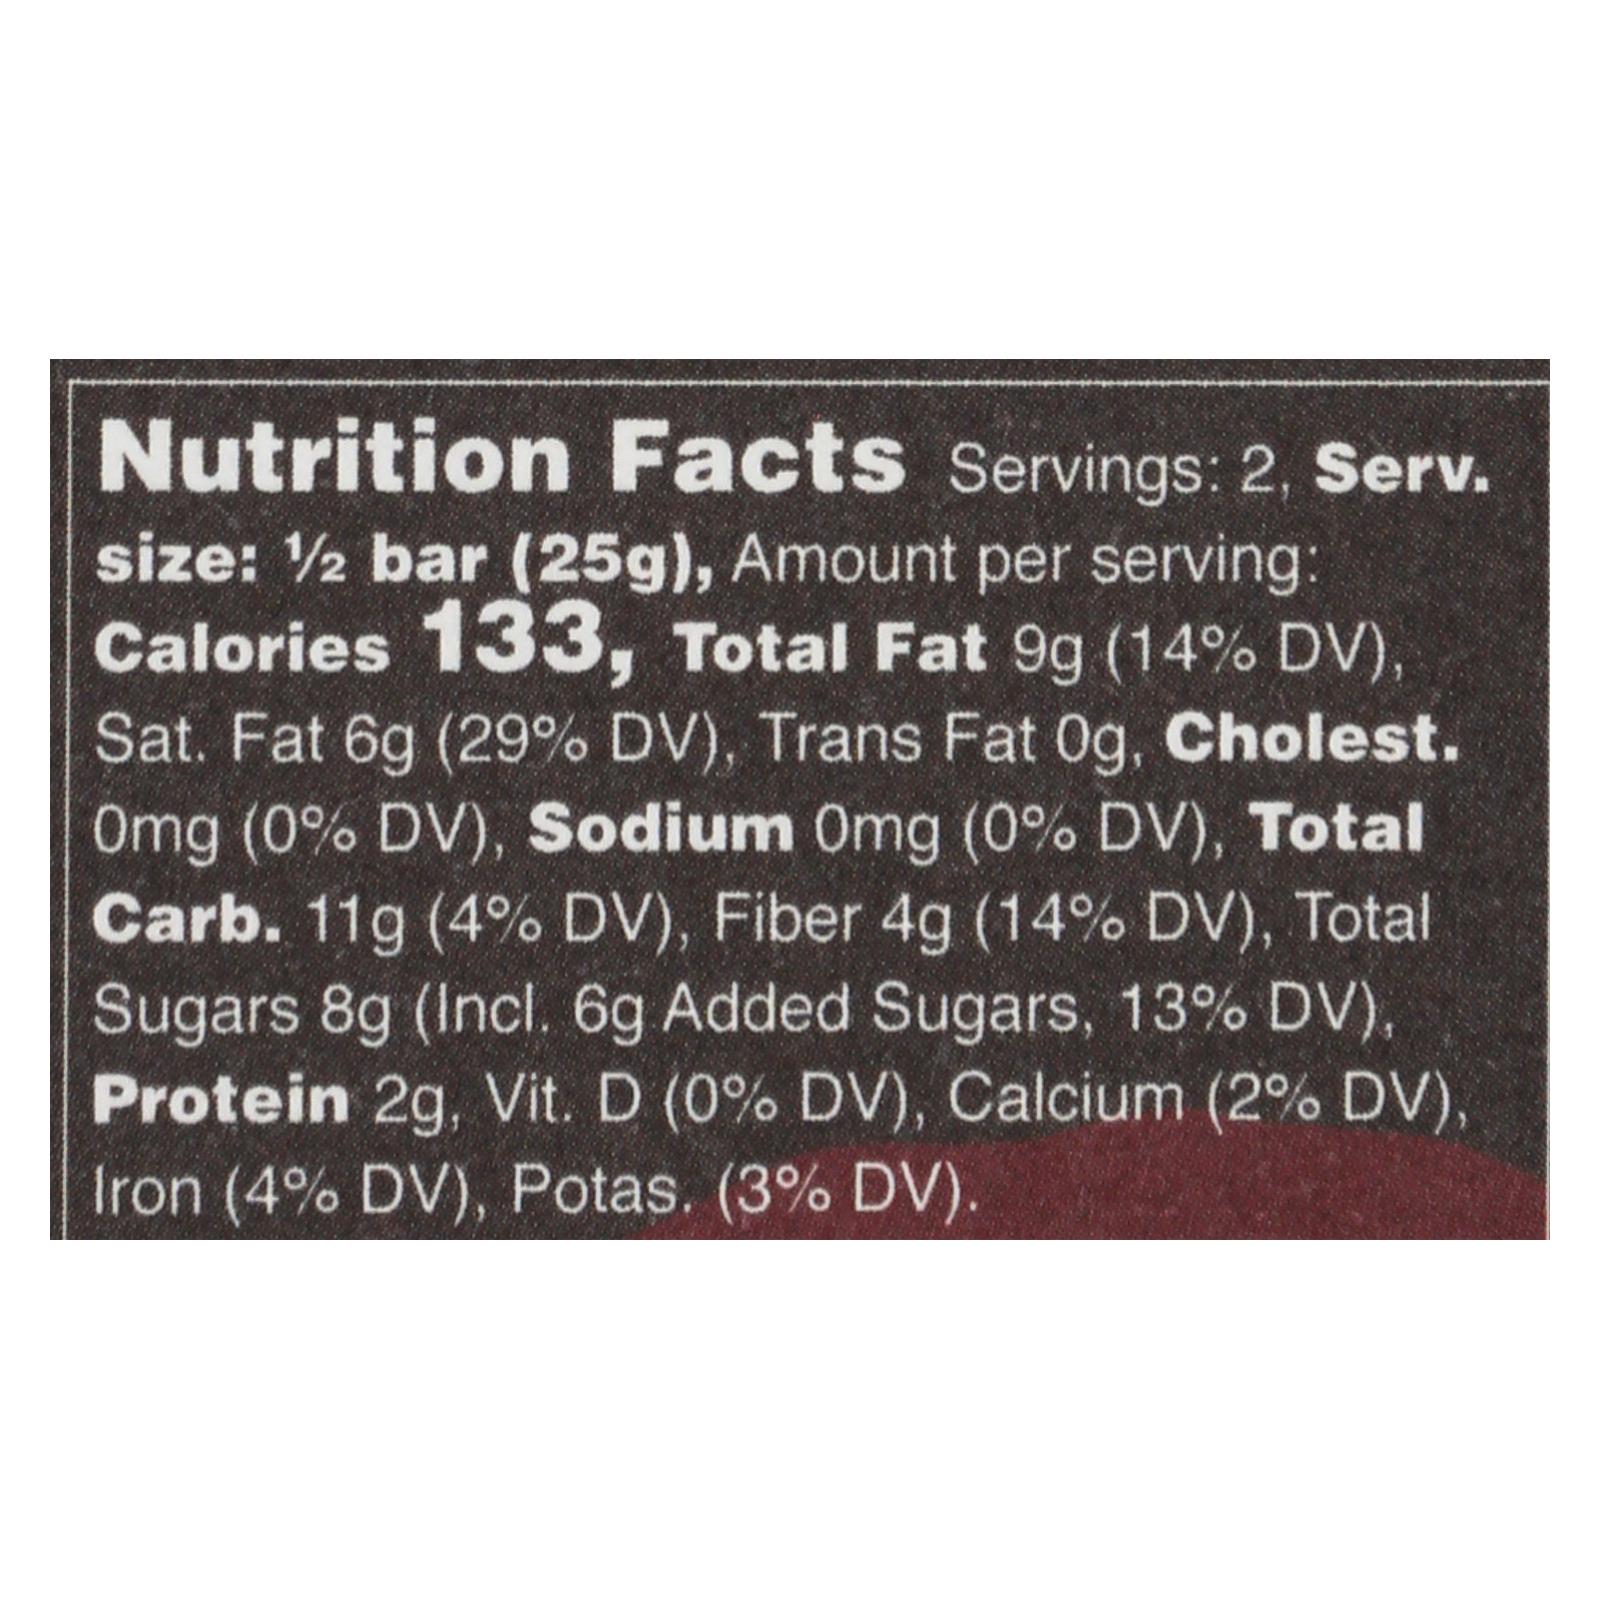 Nutrition Facts Servings: 2, Serv.
size: ½ bar (25g), Amount per serving:
Calories 133, Total Fat 9g (14% DV),
Sat. Fat 6g (29% DV), Trans Fat 0g, Cholest.
0mg (0% DV), Sodium 0mg (0% DV), Total
Carb. 11g (4% DV), Fiber 4g (14% DV), Total
Sugars 8g (Incl. 6g Added Sugars, 13% DV),
Protein 2g, Vit. D (0% DV), Calcium (2% DV),
Iron (4% DV), Potas. (3% DV).